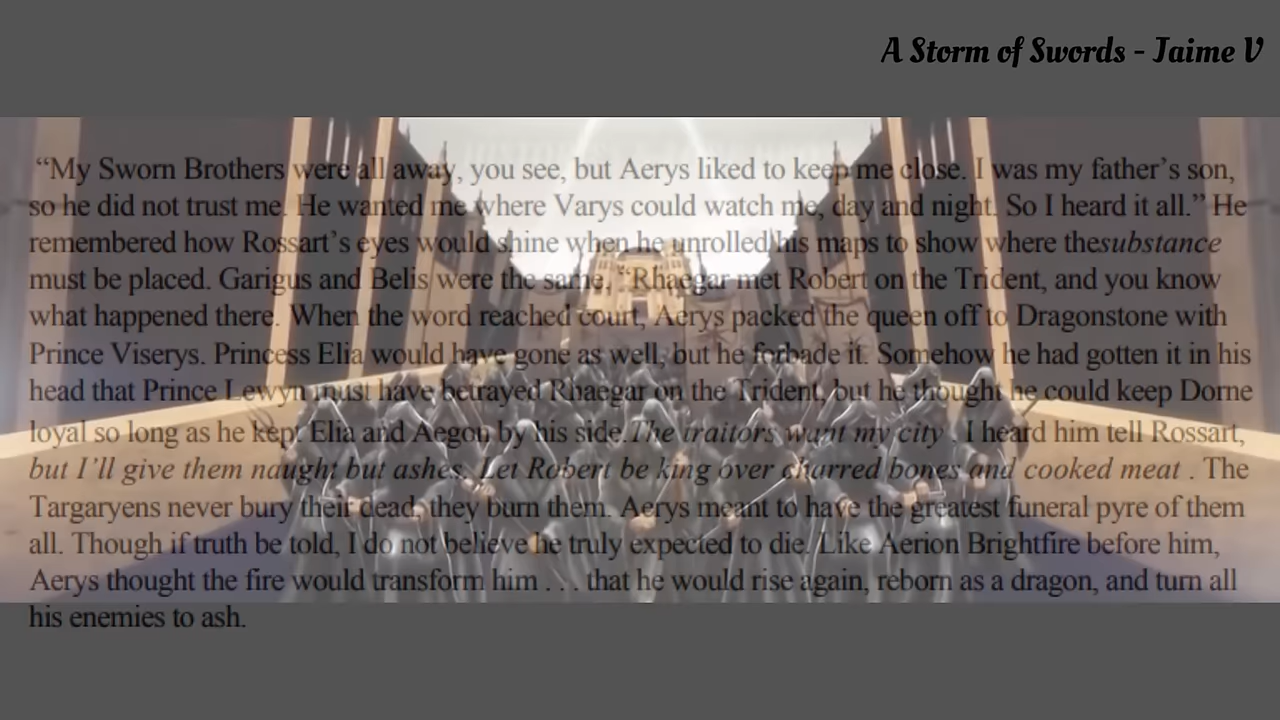 A Storm of Swords - Jaime V
“My Sworn Brothers were all away, you see, but Aerys liked to keep me close. I was my father’s son,
so he did not trust me. He wanted me where Varys could watch me, day and night. So I heard it all.” He
remembered how Rossart’s eyes would shine when he unrolled his maps to show where thesubstance
must be placed. Garigus and Belis were the same. “Rhaegar met Robert on the Trident, and you know
what happened there. When the word reached court, Aerys packed the queen off to Dragonstone with
Prince Viserys. Princess Elia would have gone as well, but he forbade it. Somehow he had gotten it in his
head that Prince Lewyn must have betrayed Rhaegar on the Trident, but he thought he could keep Dorne
loyal so long as he kept Elia and Aegon by his side.The traitors want my city , I heard him tell Rossart,
but I’ll give them naught but ashes. Let Robert be king over charred bones and cooked meat . The
Targaryens never bury their dead, they burn them. Aerys meant to have the greatest funeral pyre of them
all. Though if truth be told, I do not believe he truly expected to die. Like Aerion Brightfire before him,
Aerys thought the fire would transform him . . . that he would rise again, reborn as a dragon, and turn all
his enemies to ash.